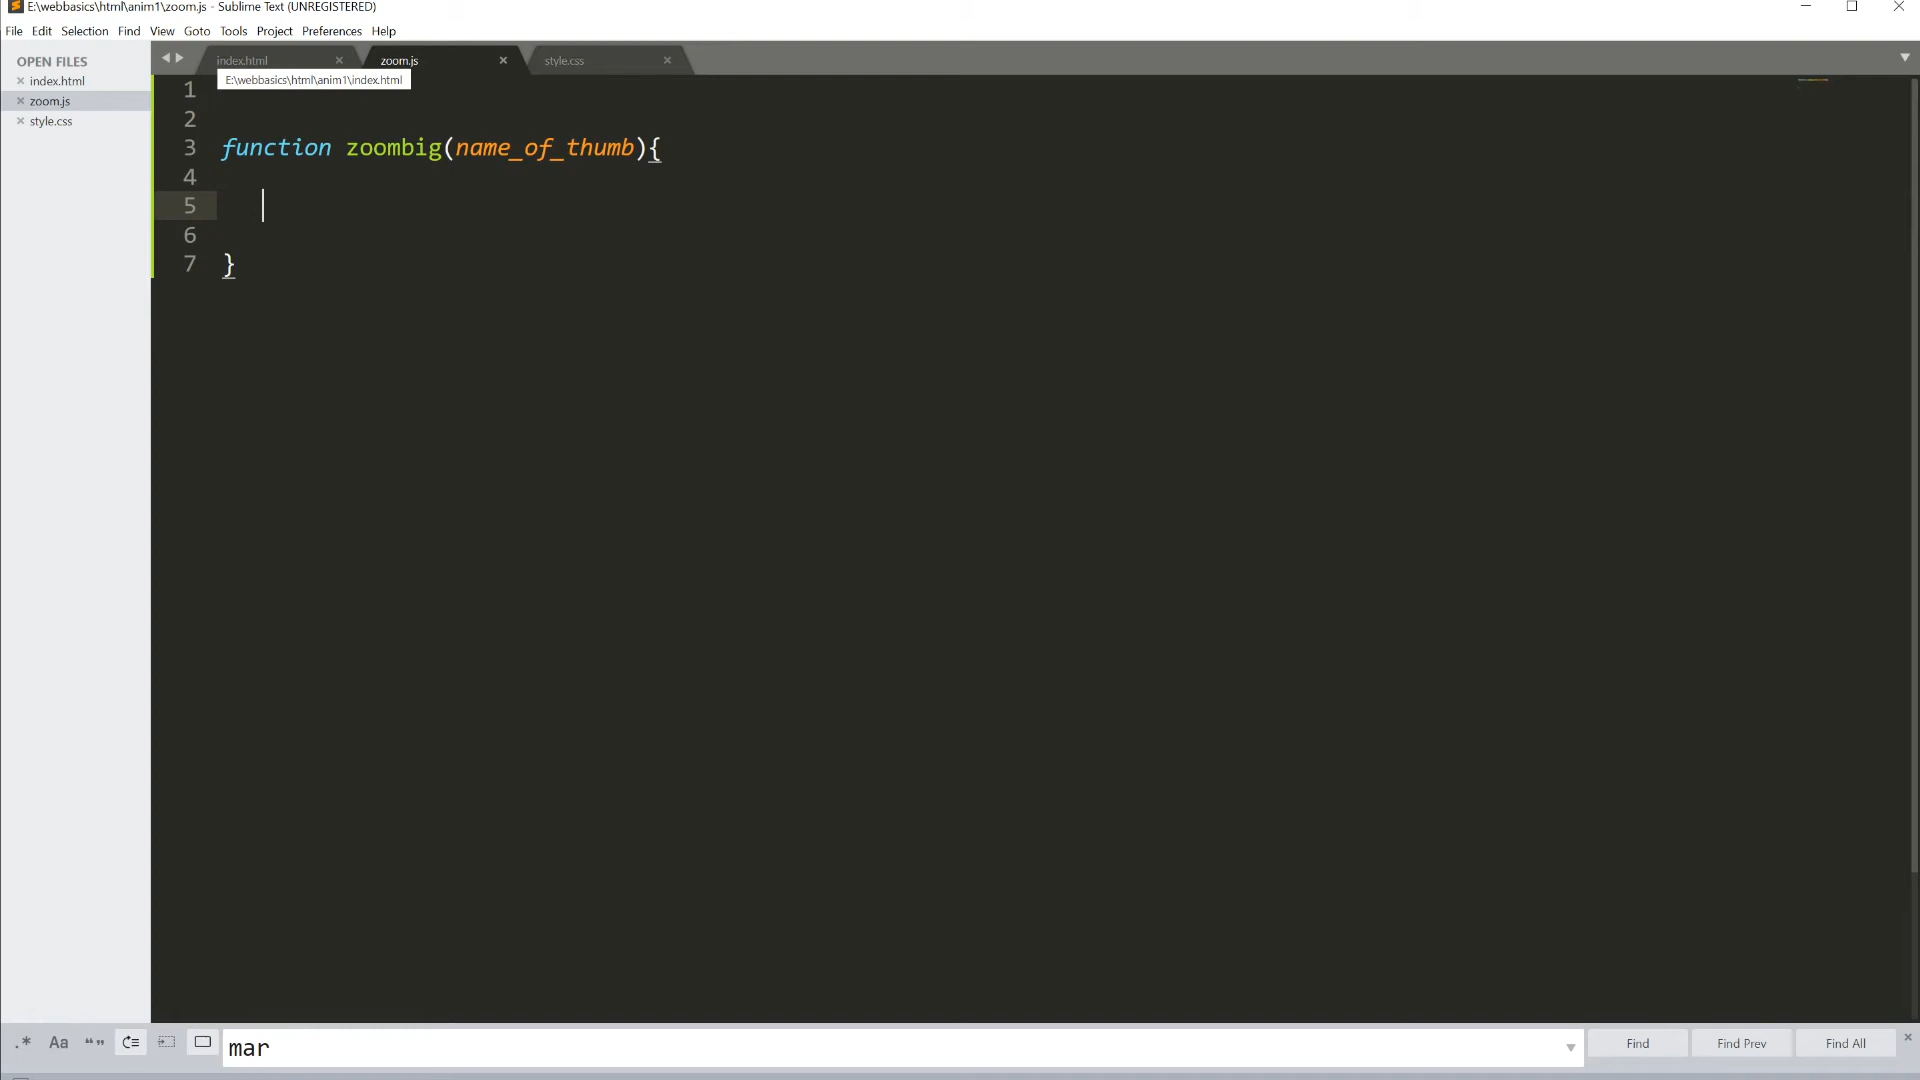 E:\webbasics\html\anim1\zoom.js - Sublime Text (UNREGISTERED)
File Edit Selection Find View Goto Tools Project Preferences Help
OPEN FILES
index.html
zoom.js
style.css
index.html zoom.js style.css
E:\webbasics\html\anim1\index.html
1
2
3 function zoombig(name_of_thumb){
4
5
6
7 }
.* Aa “” mar Find Find Prev Find All